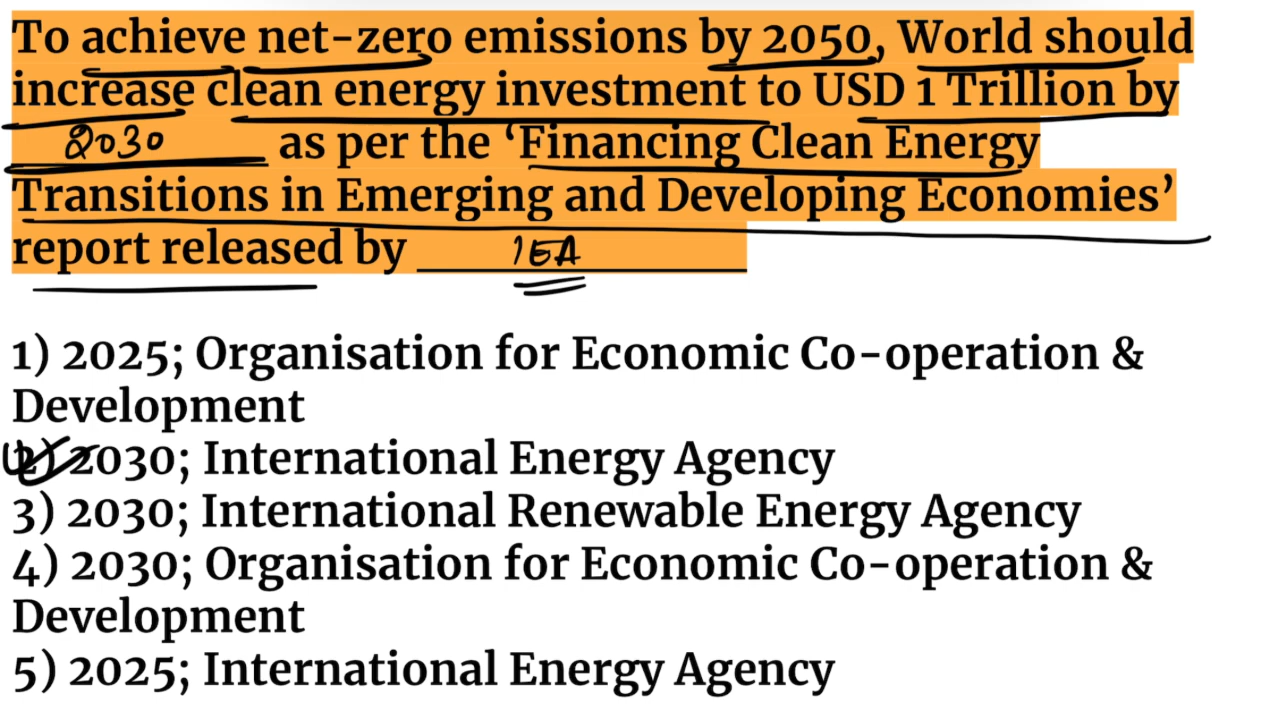 To achieve net-zero emissions by 2050, World should
increase clean energy investment to USD 1 Trillion by
2030 as per the ‘Financing Clean Energy
Transitions in Emerging and Developing Economies’
report released by IEA
1) 2025; Organisation for Economic Co-operation &
Development
2) 2030; International Energy Agency
3) 2030; International Renewable Energy Agency
4) 2030; Organisation for Economic Co-operation &
Development
5) 2025; International Energy Agency